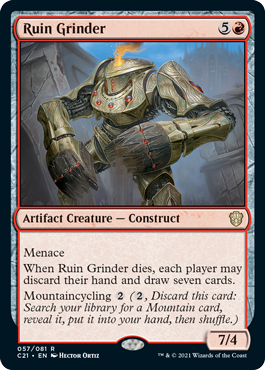 Ruin Grinder 5
Artifact Creature — Construct
Menace
When Ruin Grinder dies, each player may
discard their hand and draw seven cards.
Mountaincycling 2 (2, Discard this card:
Search your library for a Mountain card,
reveal it, put it into your hand, then shuffle.)
7/4
057/081 R
C21 • EN Hector Ortiz ™ & © 2021 Wizards of the Coast